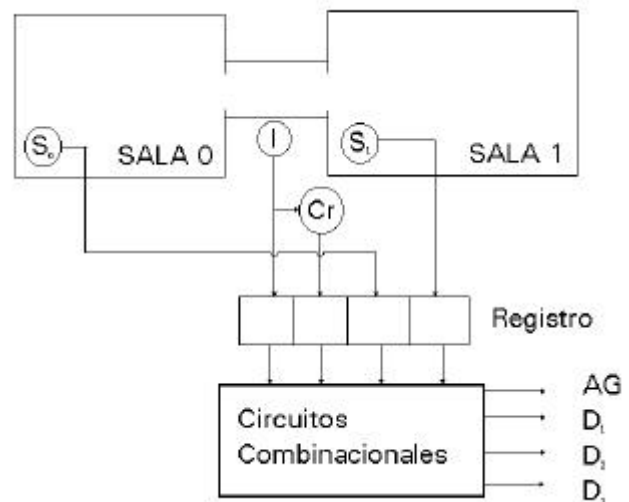 S₀
SALA 0
I
S₁
SALA 1
Cr
Registro
Circuitos
Combinacionales
AG
D₁
D₂
D₃